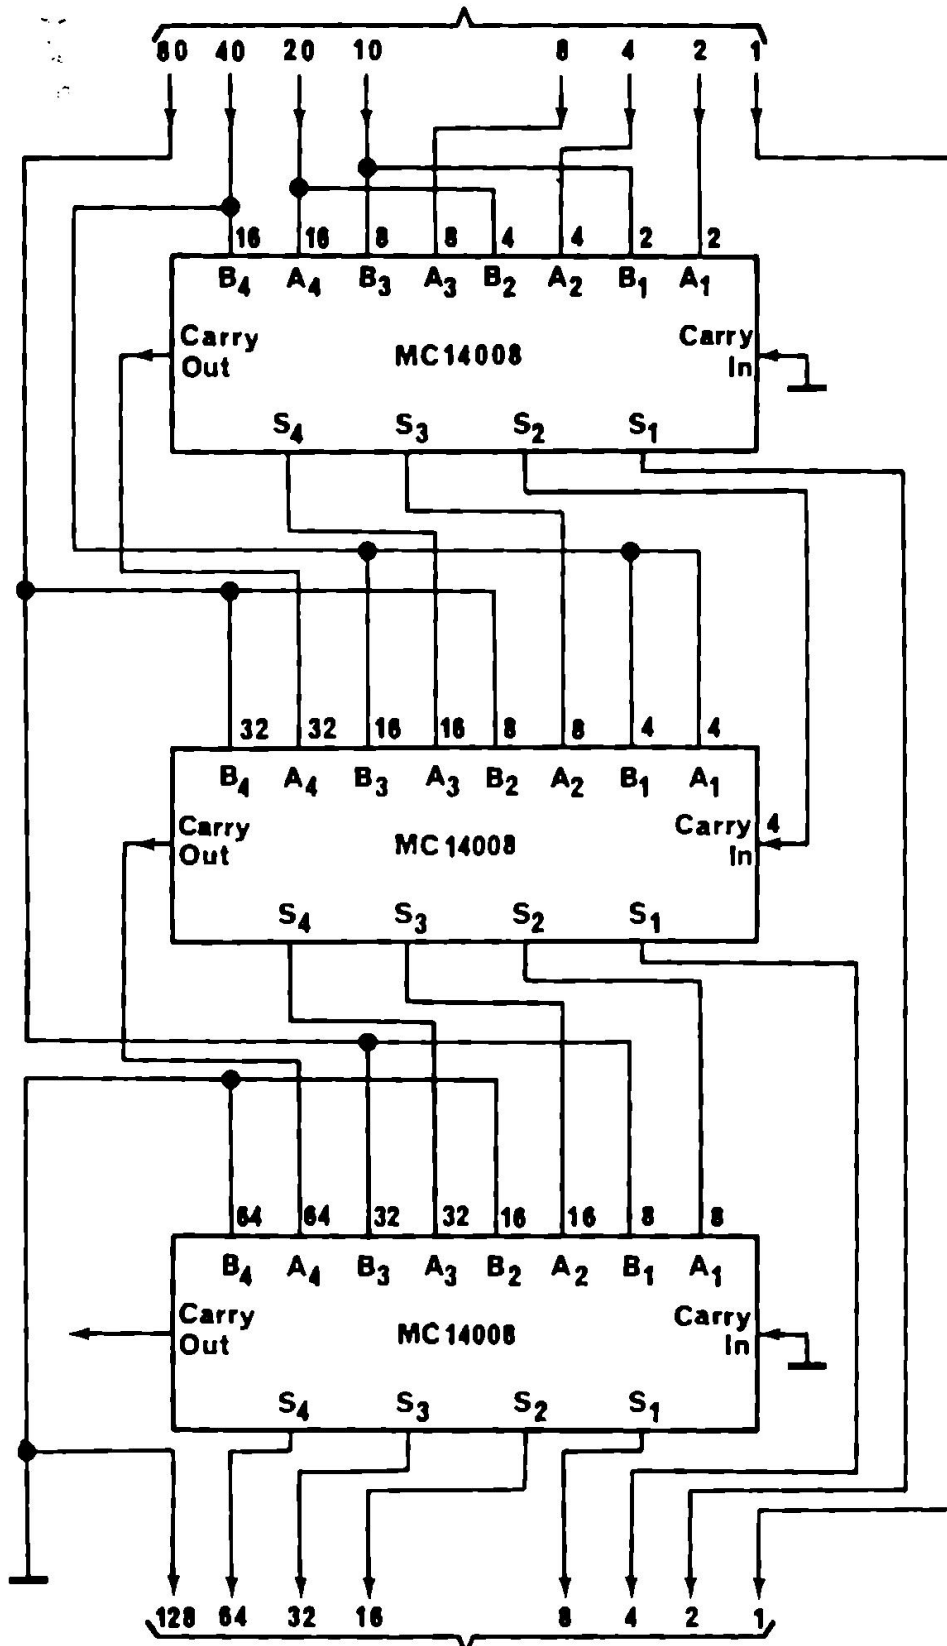 80 40 20 10 8 4 2 1
16 16 8 8 4 4 2 2
B4 A4 B3 A3 B2 A2 B1 A1
Carry Out
MC14008
Carry In
S4 S3 S2 S1
32 32 16 16 8 8 4 4
B4 A4 B3 A3 B2 A2 B1 A1
Carry Out
MC14008
Carry In
4
S4 S3 S2 S1
64 64 32 32 16 16 8 8
B4 A4 B3 A3 B2 A2 B1 A1
Carry Out
MC14008
Carry In
S4 S3 S2 S1
128 64 32 16 8 4 2 1